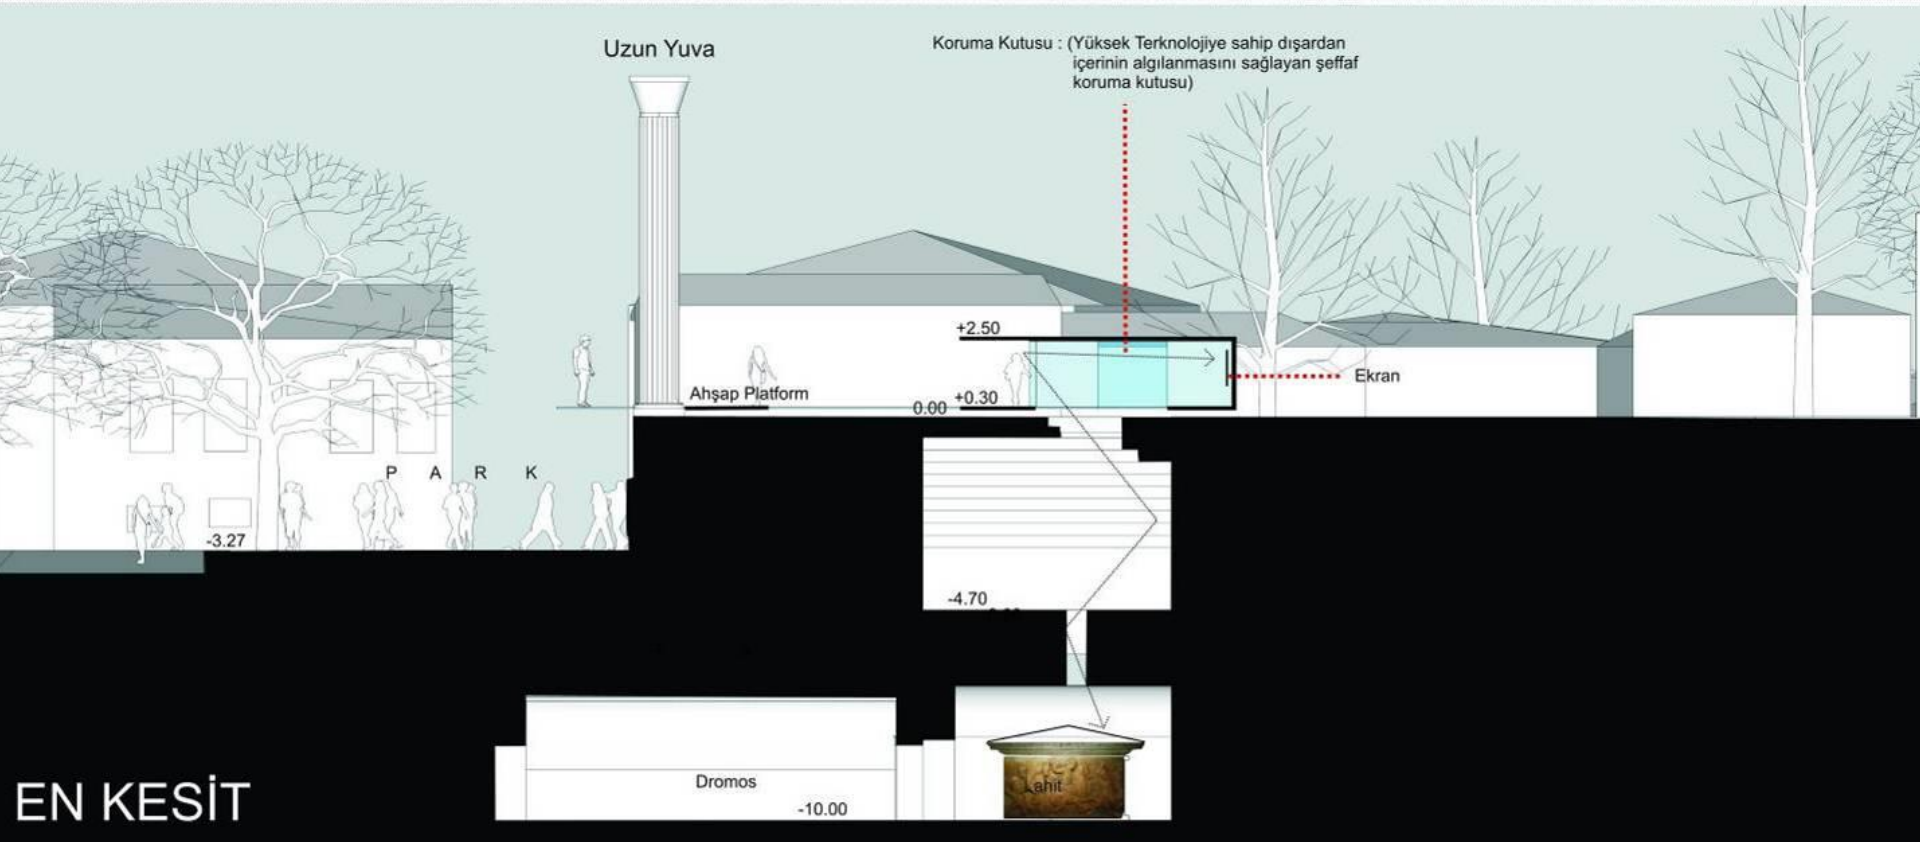 Uzun Yuva
Koruma Kutusu : (Yüksek Terknolojiye sahip dışardan
içerinin algılanmasını sağlayan şeffaf
koruma kutusu)
+2.50
Ekran
Ahşap Platform
+0.30
0.00
P A R K
-3.27
-4.70
Dromos
Lahit
-10.00
EN KESİT